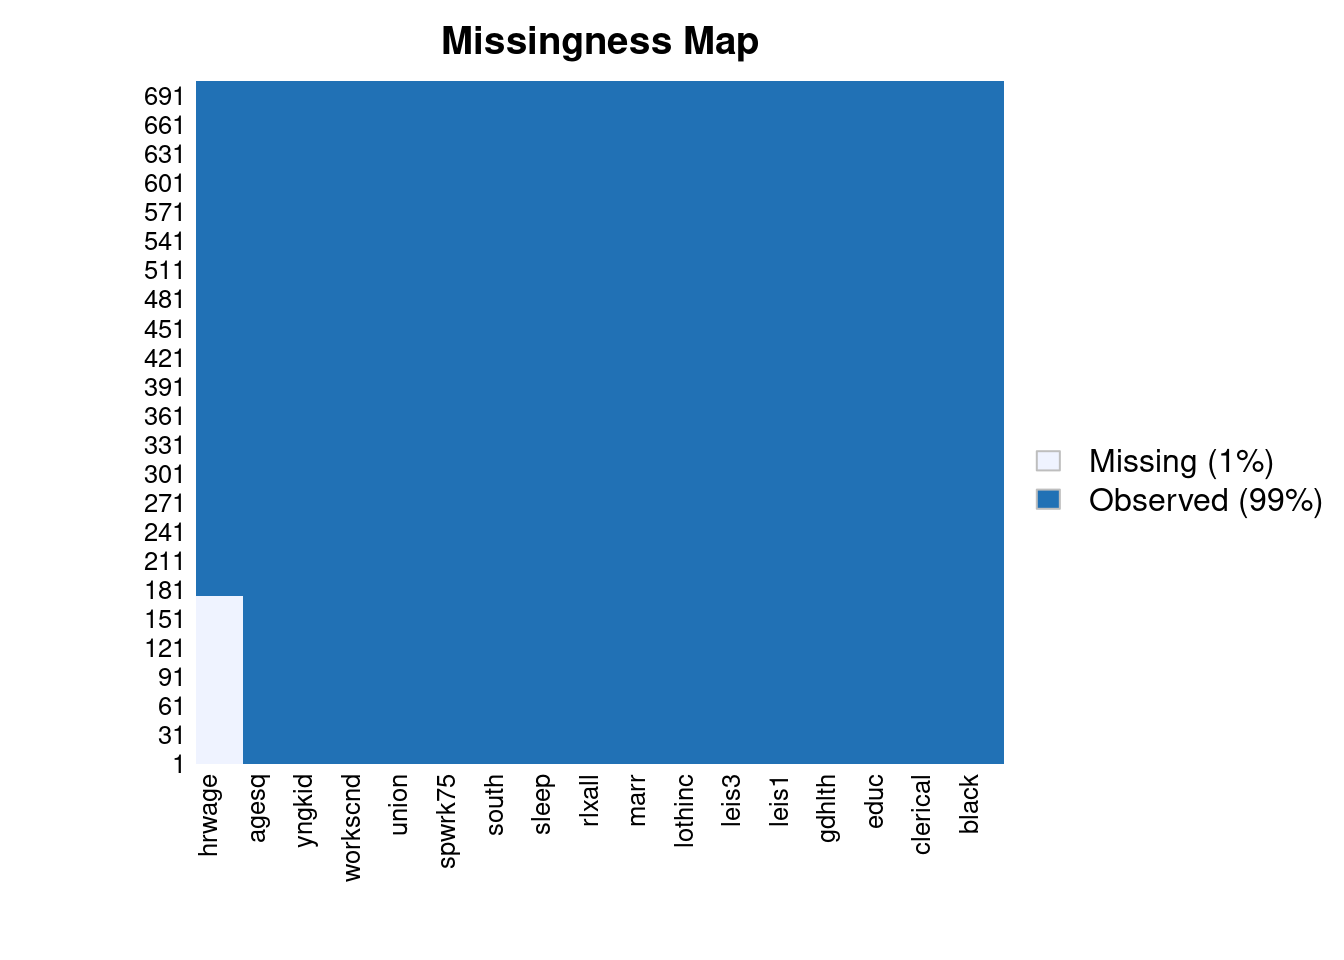 Missingness Map
691
661
631
601
571
541
511
481
451
421
391
361
331
301
271
241
211
181
151
121
91
61
31
1
hrwage
agesq
yngkid
workscnd
union
spwrk75
south
sleep
rlxall
marr
lothinc
leis3
leis1
gdhlth
educ
clerical
black
Missing (1%)
Observed (99%)